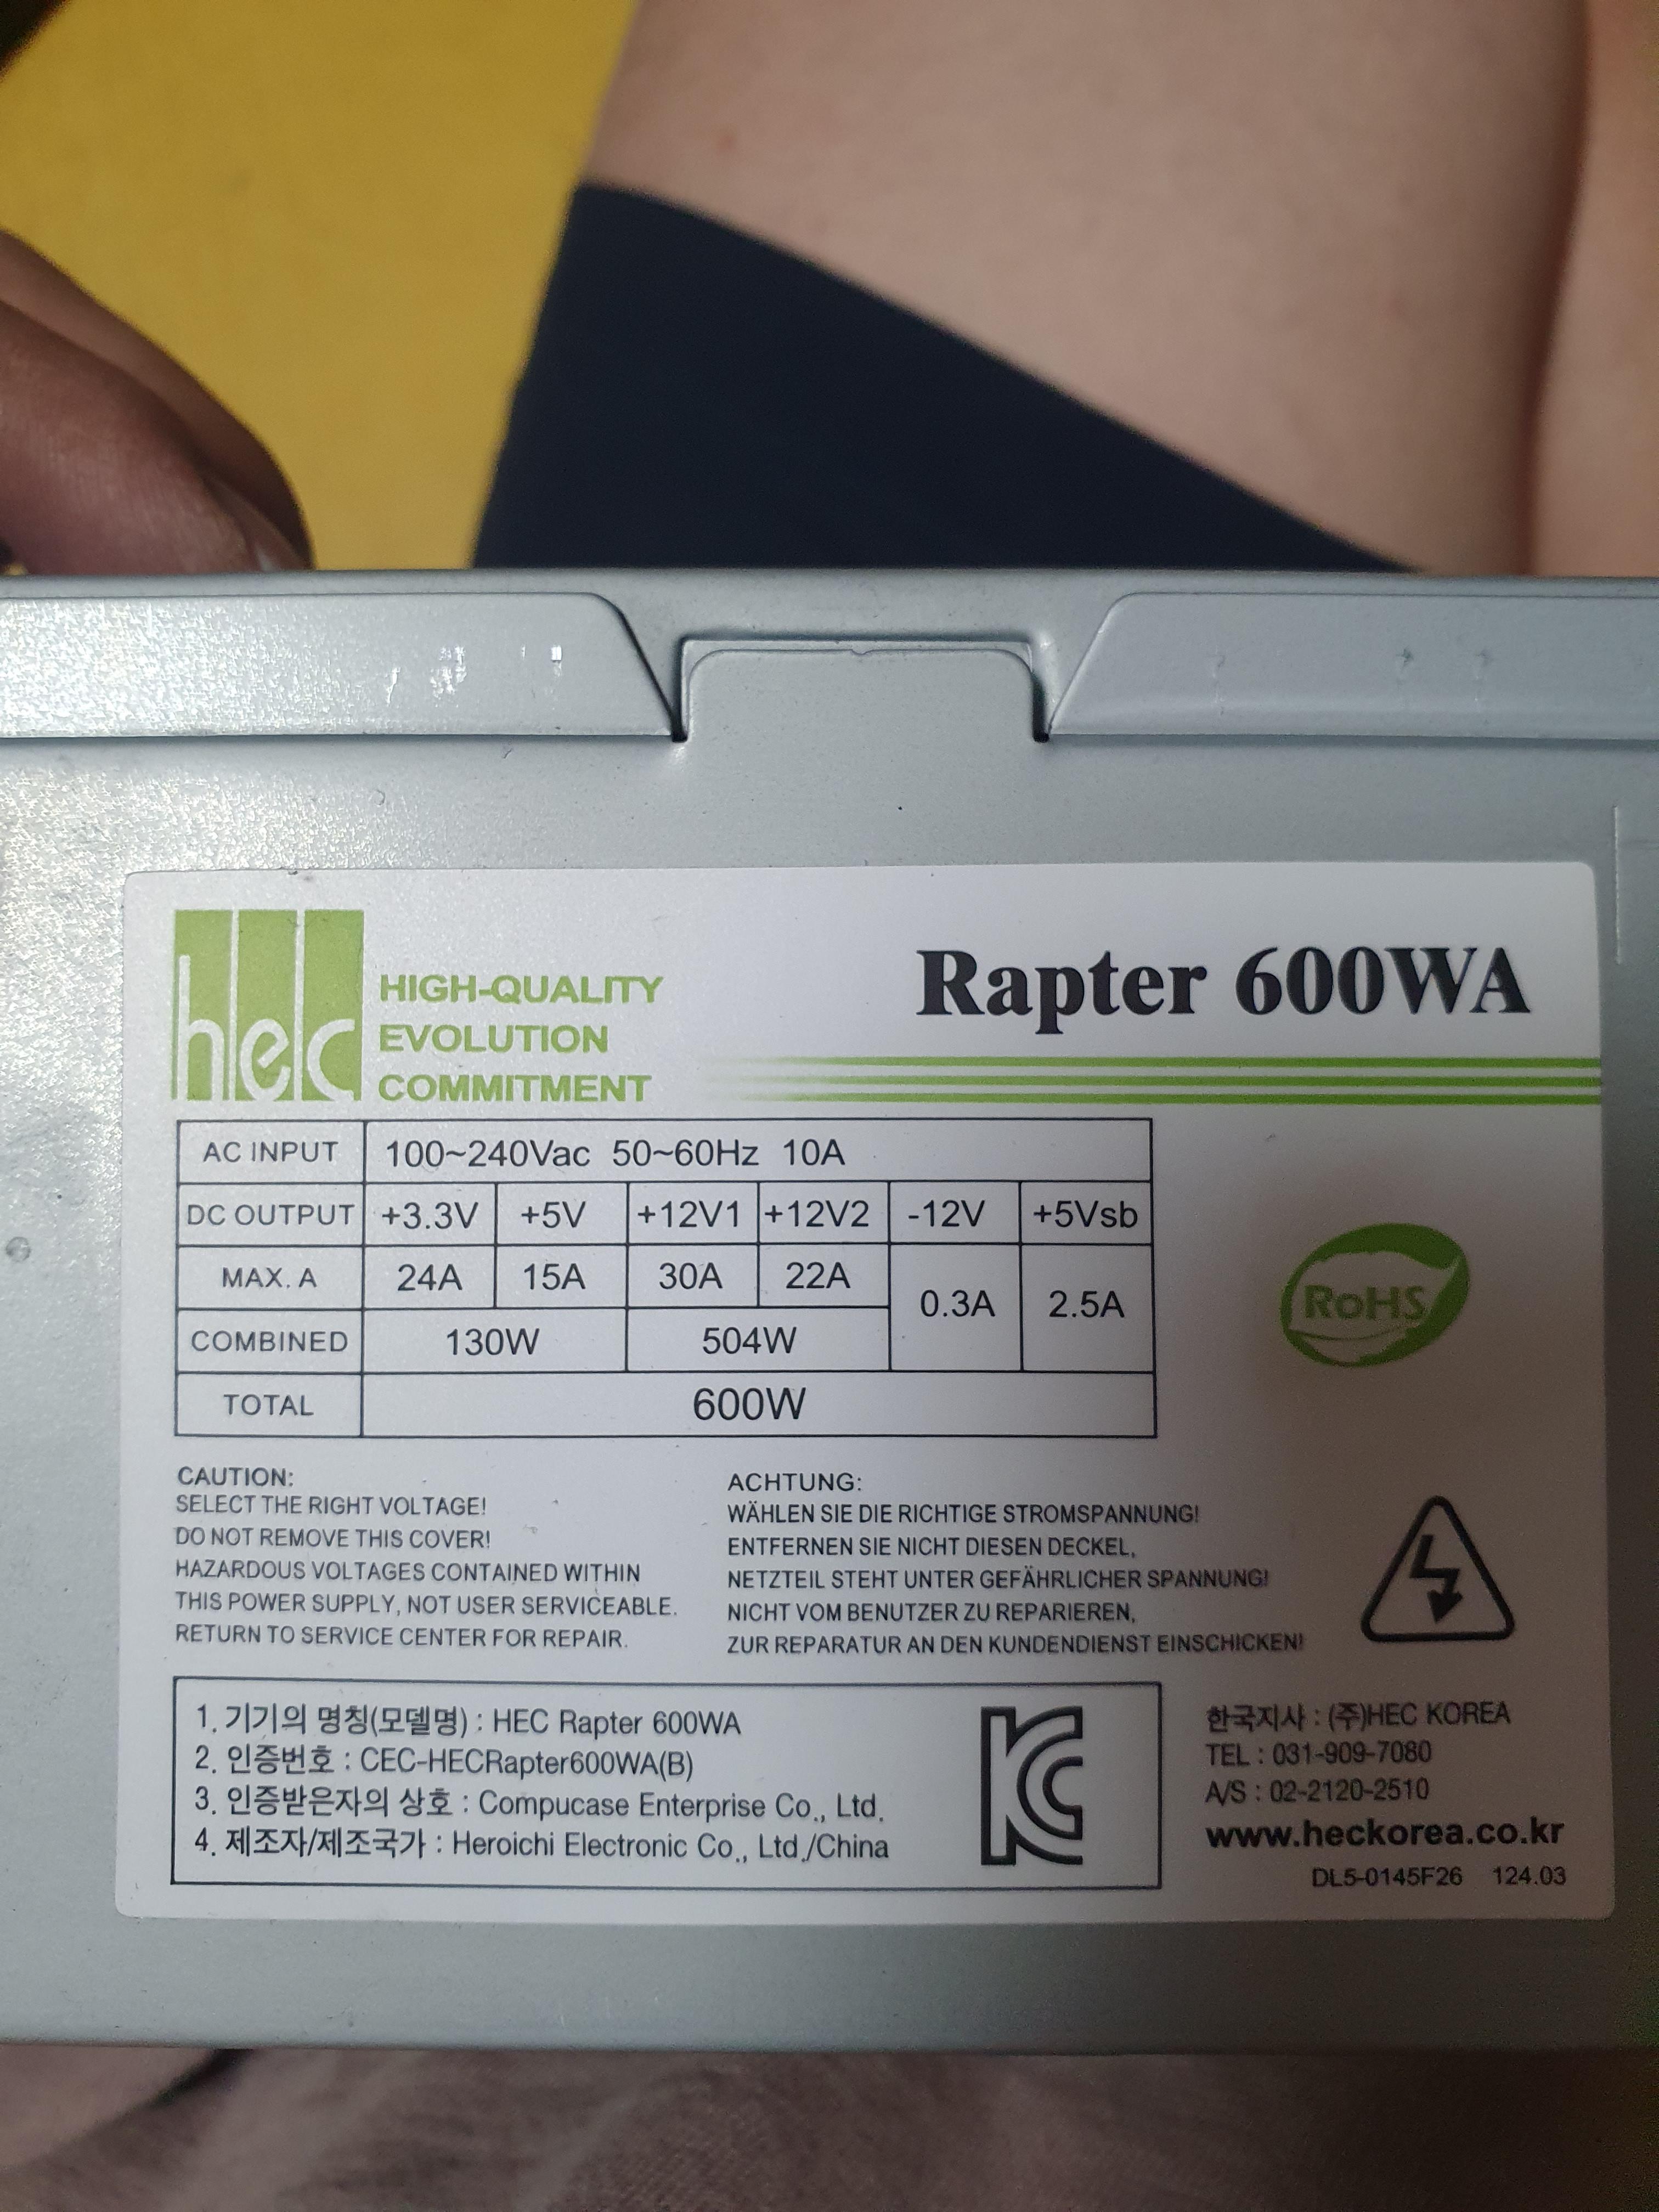 hec
HIGH-QUALITY
EVOLUTION
COMMITMENT
Rapter 600WA
AC INPUT 100~240Vac 50~60Hz 10A
DC OUTPUT +3.3V +5V +12V1 +12V2 -12V +5Vsb
MAX. A 24A 15A 30A 22A 0.3A 2.5A
COMBINED 130W 504W
TOTAL 600W
RoHS
CAUTION:
SELECT THE RIGHT VOLTAGE!
DO NOT REMOVE THIS COVER!
HAZARDOUS VOLTAGES CONTAINED WITHIN
THIS POWER SUPPLY, NOT USER SERVICEABLE.
RETURN TO SERVICE CENTER FOR REPAIR.
ACHTUNG:
WÄHLEN SIE DIE RICHTIGE STROMSPANNUNG!
ENTFERNEN SIE NICHT DIESEN DECKEL,
NETZTEIL STEHT UNTER GEFÄHRLICHER SPANNUNG!
NICHT VOM BENUTZER ZU REPARIEREN,
ZUR REPARATUR AN DEN KUNDENDIENST EINSCHICKEN!
1. 기기의 명칭(모델명) : HEC Rapter 600WA
2. 인증번호 : CEC-HECRapter600WA(B)
3. 인증받은자의 상호 : Compucase Enterprise Co., Ltd.
4. 제조자/제조국가 : Heroichi Electronic Co., Ltd./China
KC
한국지사 : (주)HEC KOREA
TEL : 031-909-7080
A/S : 02-2120-2510
www.heckorea.co.kr
DL5-0145F26 124.03